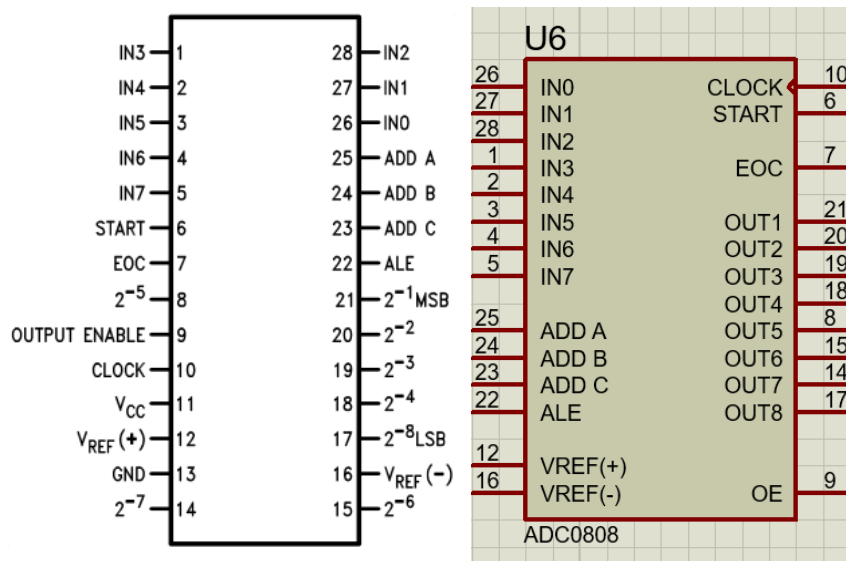 IN3 1 28 IN2
IN4 2 27 IN1
IN5 3 26 IN0
IN6 4 25 ADD A
IN7 5 24 ADD B
START 6 23 ADD C
EOC 7 22 ALE
2⁻⁵ 8 21 2⁻¹MSB
OUTPUT ENABLE 9 20 2⁻²
CLOCK 10 19 2⁻³
V_CC 11 18 2⁻⁴
V_REF(+) 12 17 2⁻⁸LSB
GND 13 16 V_REF(−)
2⁻⁷ 14 15 2⁻⁶
U6
26 IN0 CLOCK 10
27 IN1 START 6
28 IN2
1 IN3 EOC 7
2 IN4
3 IN5 OUT1 21
4 IN6 OUT2 20
5 IN7 OUT3 19
OUT4 18
25 ADD A OUT5 8
24 ADD B OUT6 15
23 ADD C OUT7 14
22 ALE OUT8 17
12 VREF(+)
16 VREF(-) OE 9
ADC0808